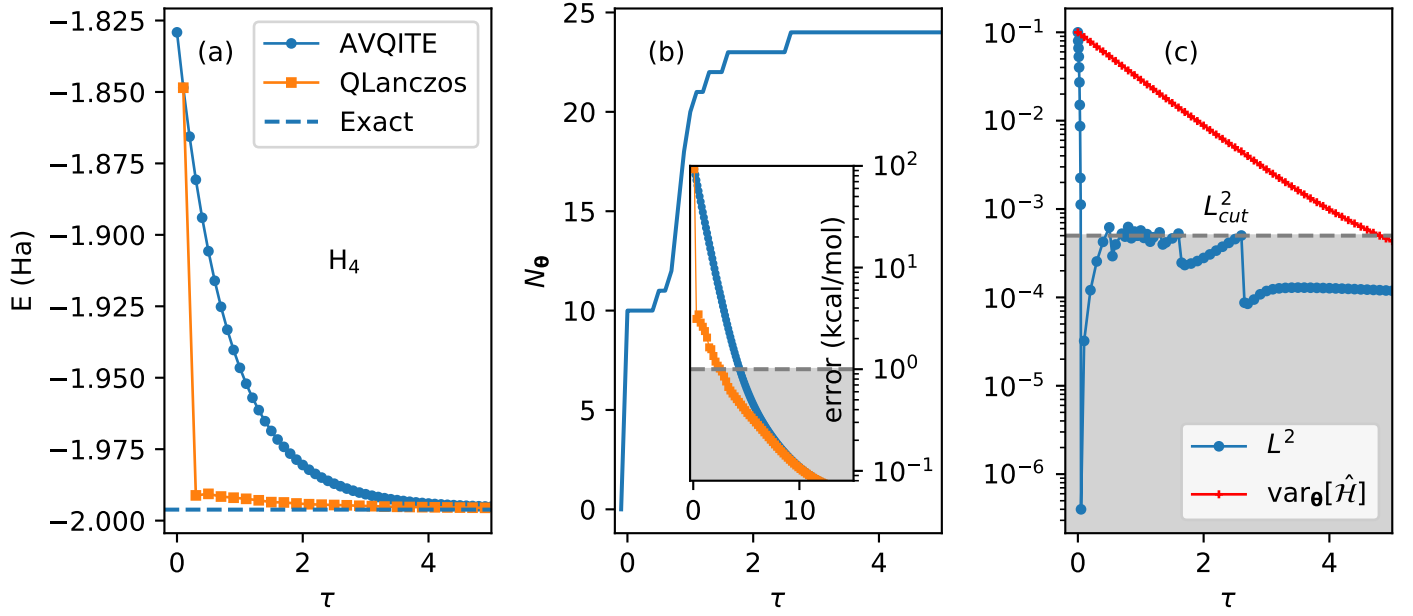 E (Ha)
−1.825
−1.850
−1.875
−1.900
−1.925
−1.950
−1.975
−2.000
(a)
AVQITE
QLanczos
Exact
H₄
0
2
4
τ
N_θ
25
20
15
10
5
0
(b)
10²
10¹
10⁰
10⁻¹
error (kcal/mol)
0
10
0
2
4
τ
10⁻¹
10⁻²
10⁻³
10⁻⁴
10⁻⁵
10⁻⁶
(c)
L²_cut
L²
var_θ[Ĥ]
0
2
4
τ